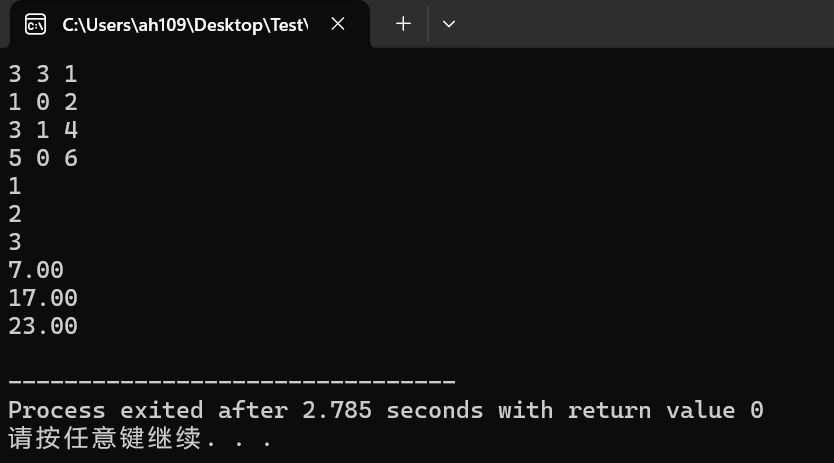 C:\Users\ah109\Desktop\Test\
3 3 1
1 0 2
3 1 4
5 0 6
1
2
3
7.00
17.00
23.00
--------------------------------
Process exited after 2.785 seconds with return value 0
请按任意键继续. . .